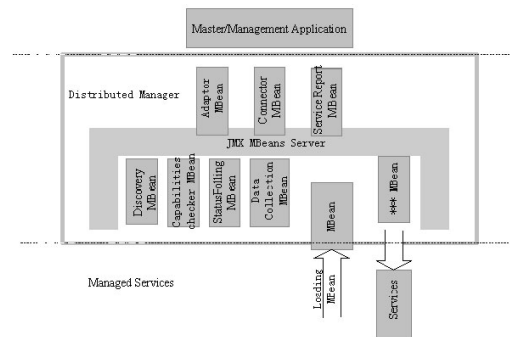 Master/Management Application
Distributed Manager
Adaptor
MBean
Connector
MBean
Service Report
MBean
JMX MBeans Server
Discovery
MBean
Capabilities
checker MBean
StatusPolling
MBean
Data
Collection
MBean
MBean
*** MBean
Managed Services
Loading
MBean
Services